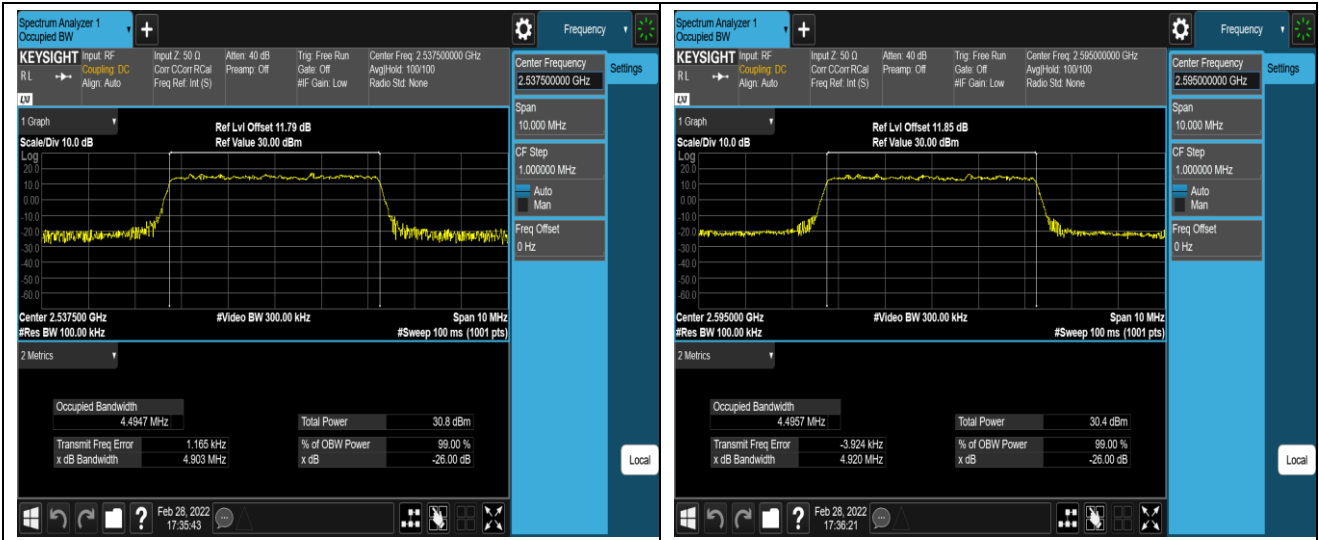 Spectrum Analyzer 1
Occupied BW
+
Frequency
KEYSIGHT Input: RF Input Z: 50 Ω Atten: 40 dB Trig: Free Run Center Freq: 2.537500000 GHz
RL Coupling: DC Corr CCorr RCal Preamp: Off Gate: Off Avg|Hold: 100/100
Align: Auto Freq Ref: Int (S) #IF Gain: Low Radio Std: None
LXI
Center Frequency
2.537500000 GHz
Settings
Span
10.000 MHz
CF Step
1.000000 MHz
Auto
Man
Freq Offset
0 Hz
1 Graph
Ref Lvl Offset 11.79 dB
Scale/Div 10.0 dB Ref Value 30.00 dBm
Log
20.0
10.0
0.00
-10.0
-20.0
-30.0
-40.0
-50.0
-60.0
Center 2.537500 GHz #Video BW 300.00 kHz Span 10 MHz
#Res BW 100.00 kHz #Sweep 100 ms (1001 pts)
2 Metrics
Occupied Bandwidth
4.4947 MHz Total Power 30.8 dBm
Transmit Freq Error 1.165 kHz % of OBW Power 99.00 %
x dB Bandwidth 4.903 MHz x dB -26.00 dB
Local
? Feb 28, 2022
17:35:43
Spectrum Analyzer 1
Occupied BW
+
Frequency
KEYSIGHT Input: RF Input Z: 50 Ω Atten: 40 dB Trig: Free Run Center Freq: 2.595000000 GHz
RL Coupling: DC Corr CCorr RCal Preamp: Off Gate: Off Avg|Hold: 100/100
Align: Auto Freq Ref: Int (S) #IF Gain: Low Radio Std: None
LXI
Center Frequency
2.595000000 GHz
Settings
Span
10.000 MHz
CF Step
1.000000 MHz
Auto
Man
Freq Offset
0 Hz
1 Graph
Ref Lvl Offset 11.85 dB
Scale/Div 10.0 dB Ref Value 30.00 dBm
Log
20.0
10.0
0.00
-10.0
-20.0
-30.0
-40.0
-50.0
-60.0
Center 2.595000 GHz #Video BW 300.00 kHz Span 10 MHz
#Res BW 100.00 kHz #Sweep 100 ms (1001 pts)
2 Metrics
Occupied Bandwidth
4.4957 MHz Total Power 30.4 dBm
Transmit Freq Error -3.924 kHz % of OBW Power 99.00 %
x dB Bandwidth 4.920 MHz x dB -26.00 dB
Local
? Feb 28, 2022
17:36:21